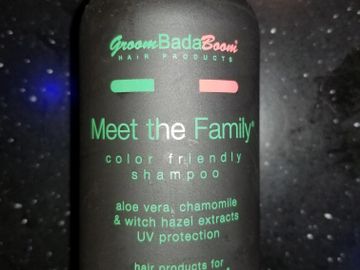 GroomBadaBoom®
HAIR PRODUCTS
Meet the Family®
color friendly
shampoo
aloe vera, chamomile
& witch hazel extracts
UV protection
hair products for